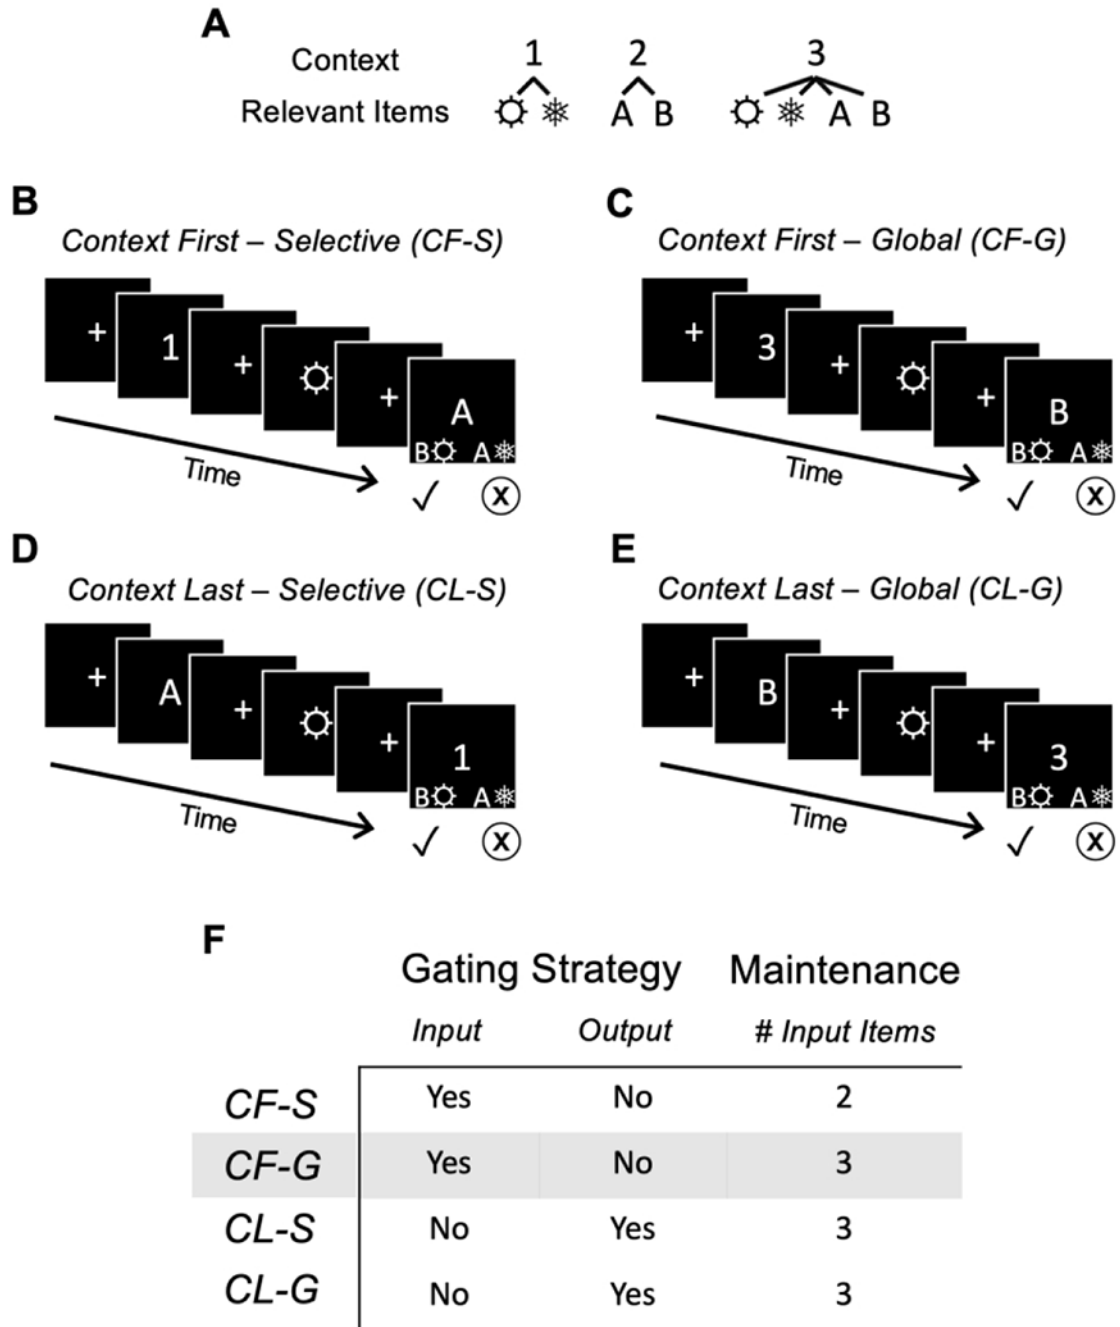 A
Context 1 2 3
Relevant Items A B A B
B
Context First – Selective (CF-S)
+ 1 + + A
B A
Time
✓ X
C
Context First – Global (CF-G)
+ 3 + + B
B A
Time
✓ X
D
Context Last – Selective (CL-S)
+ A + + 1
B A
Time
✓ X
E
Context Last – Global (CL-G)
+ B + + 3
B A
Time
✓ X
F
Gating Strategy Maintenance
Input Output # Input Items
CF-S Yes No 2
CF-G Yes No 3
CL-S No Yes 3
CL-G No Yes 3